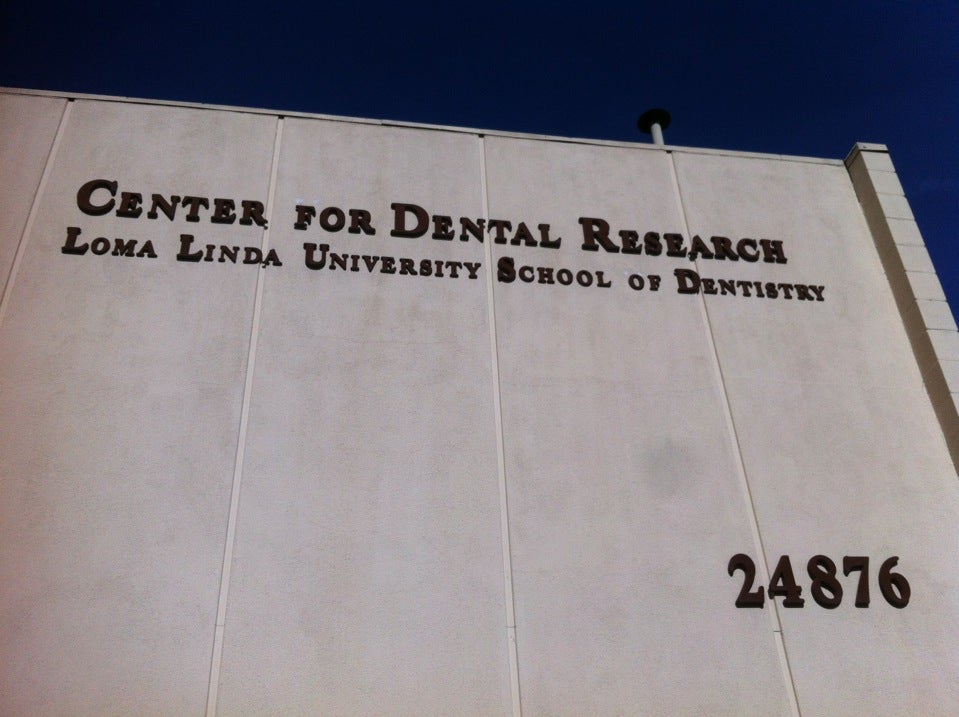 Center for Dental Research
Loma Linda University School of Dentistry
24876